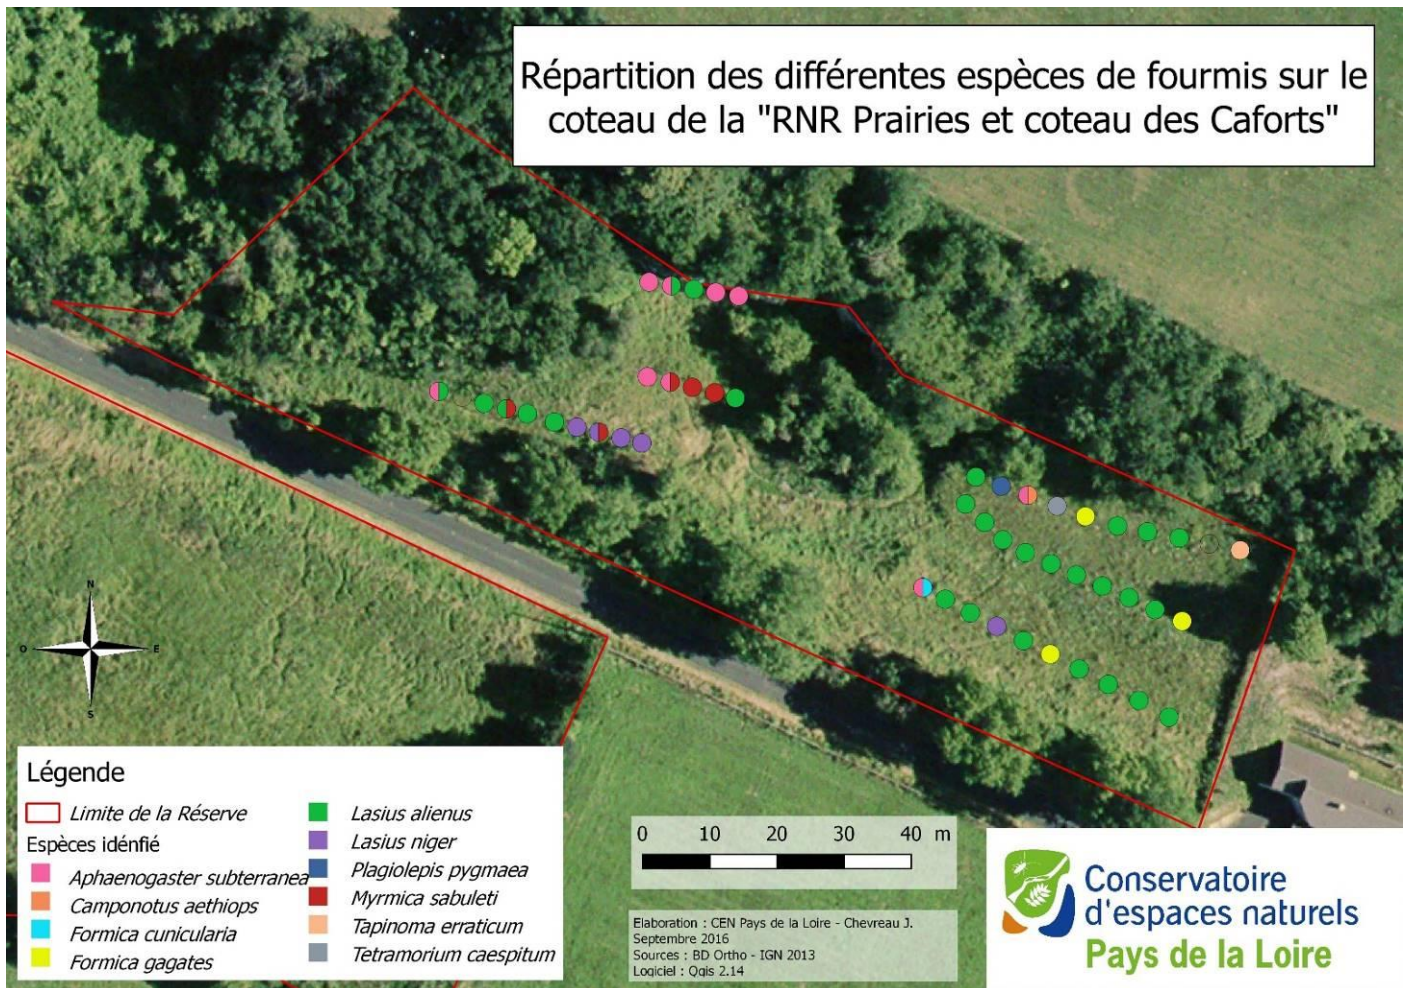 Répartition des différentes espèces de fourmis sur le
coteau de la "RNR Prairies et coteau des Caforts"
N
O
E
S
Légende
Limite de la Réserve
Espèces idénfié
Aphaenogaster subterranea
Camponotus aethiops
Formica cunicularia
Formica gagates
Lasius alienus
Lasius niger
Plagiolepis pygmaea
Myrmica sabuleti
Tapinoma erraticum
Tetramorium caespitum
0 10 20 30 40 m
Elaboration : CEN Pays de la Loire - Chevreau J.
Septembre 2016
Sources : BD Ortho - IGN 2013
Logiciel : Qgis 2.14
Conservatoire
d'espaces naturels
Pays de la Loire